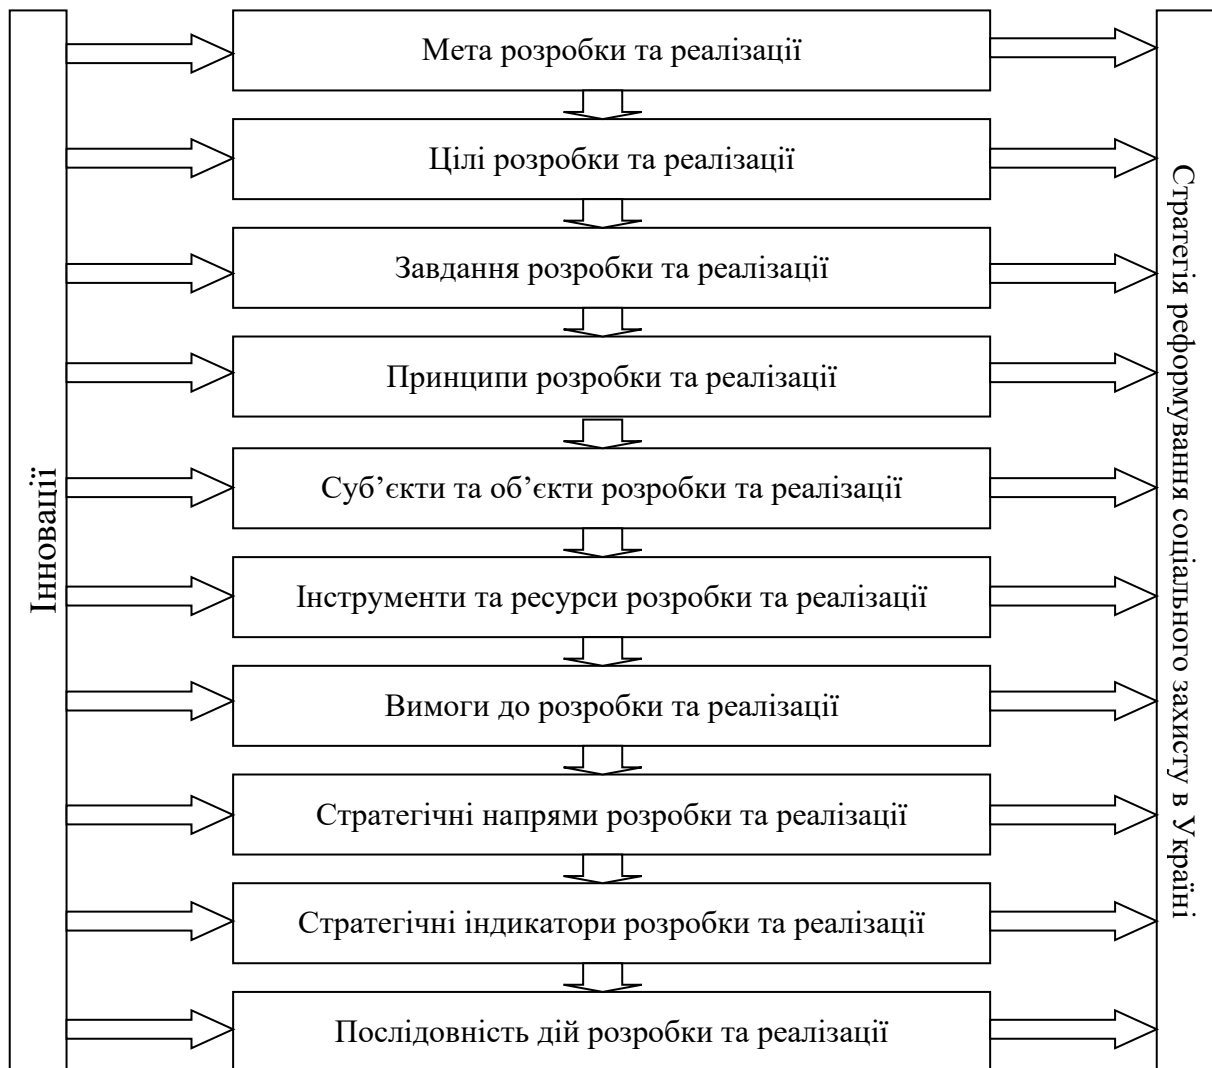 Інновації
Мета розробки та реалізації
Цілі розробки та реалізації
Завдання розробки та реалізації
Принципи розробки та реалізації
Суб’єкти та об’єкти розробки та реалізації
Інструменти та ресурси розробки та реалізації
Вимоги до розробки та реалізації
Стратегічні напрями розробки та реалізації
Стратегічні індикатори розробки та реалізації
Послідовність дій розробки та реалізації
Стратегія реформування соціального захисту в Україні